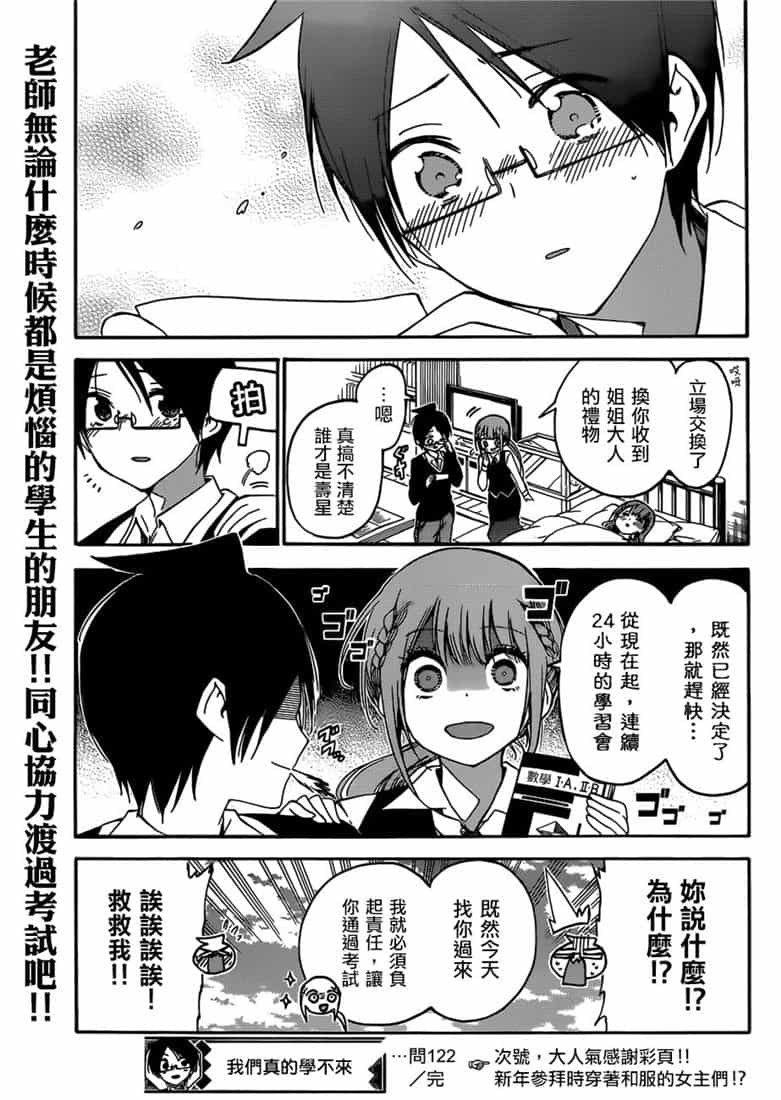 立場交換了
換你收到
姐姐大人
的禮物
…嗯
真搞不清楚
誰才是壽星
拍
既然已經決定了
，那就趕快…
從現在起，連續
24小時的學習會
ゴゴゴ
數學 I·A, II·B
ゴゴゴ
妳說什麼!?
為什麼!?
既然今天
找你過來
我就必須負
起責任，讓
你通過考試
誒誒誒誒！
救救我!!
老師無論什麼時候都是煩惱的學生的朋友!!同心協力渡過考試吧!!
我們真的學不來
…問122
／完
☞次號，大人氣感謝彩頁!!
新年參拜時穿著和服的女主們!?